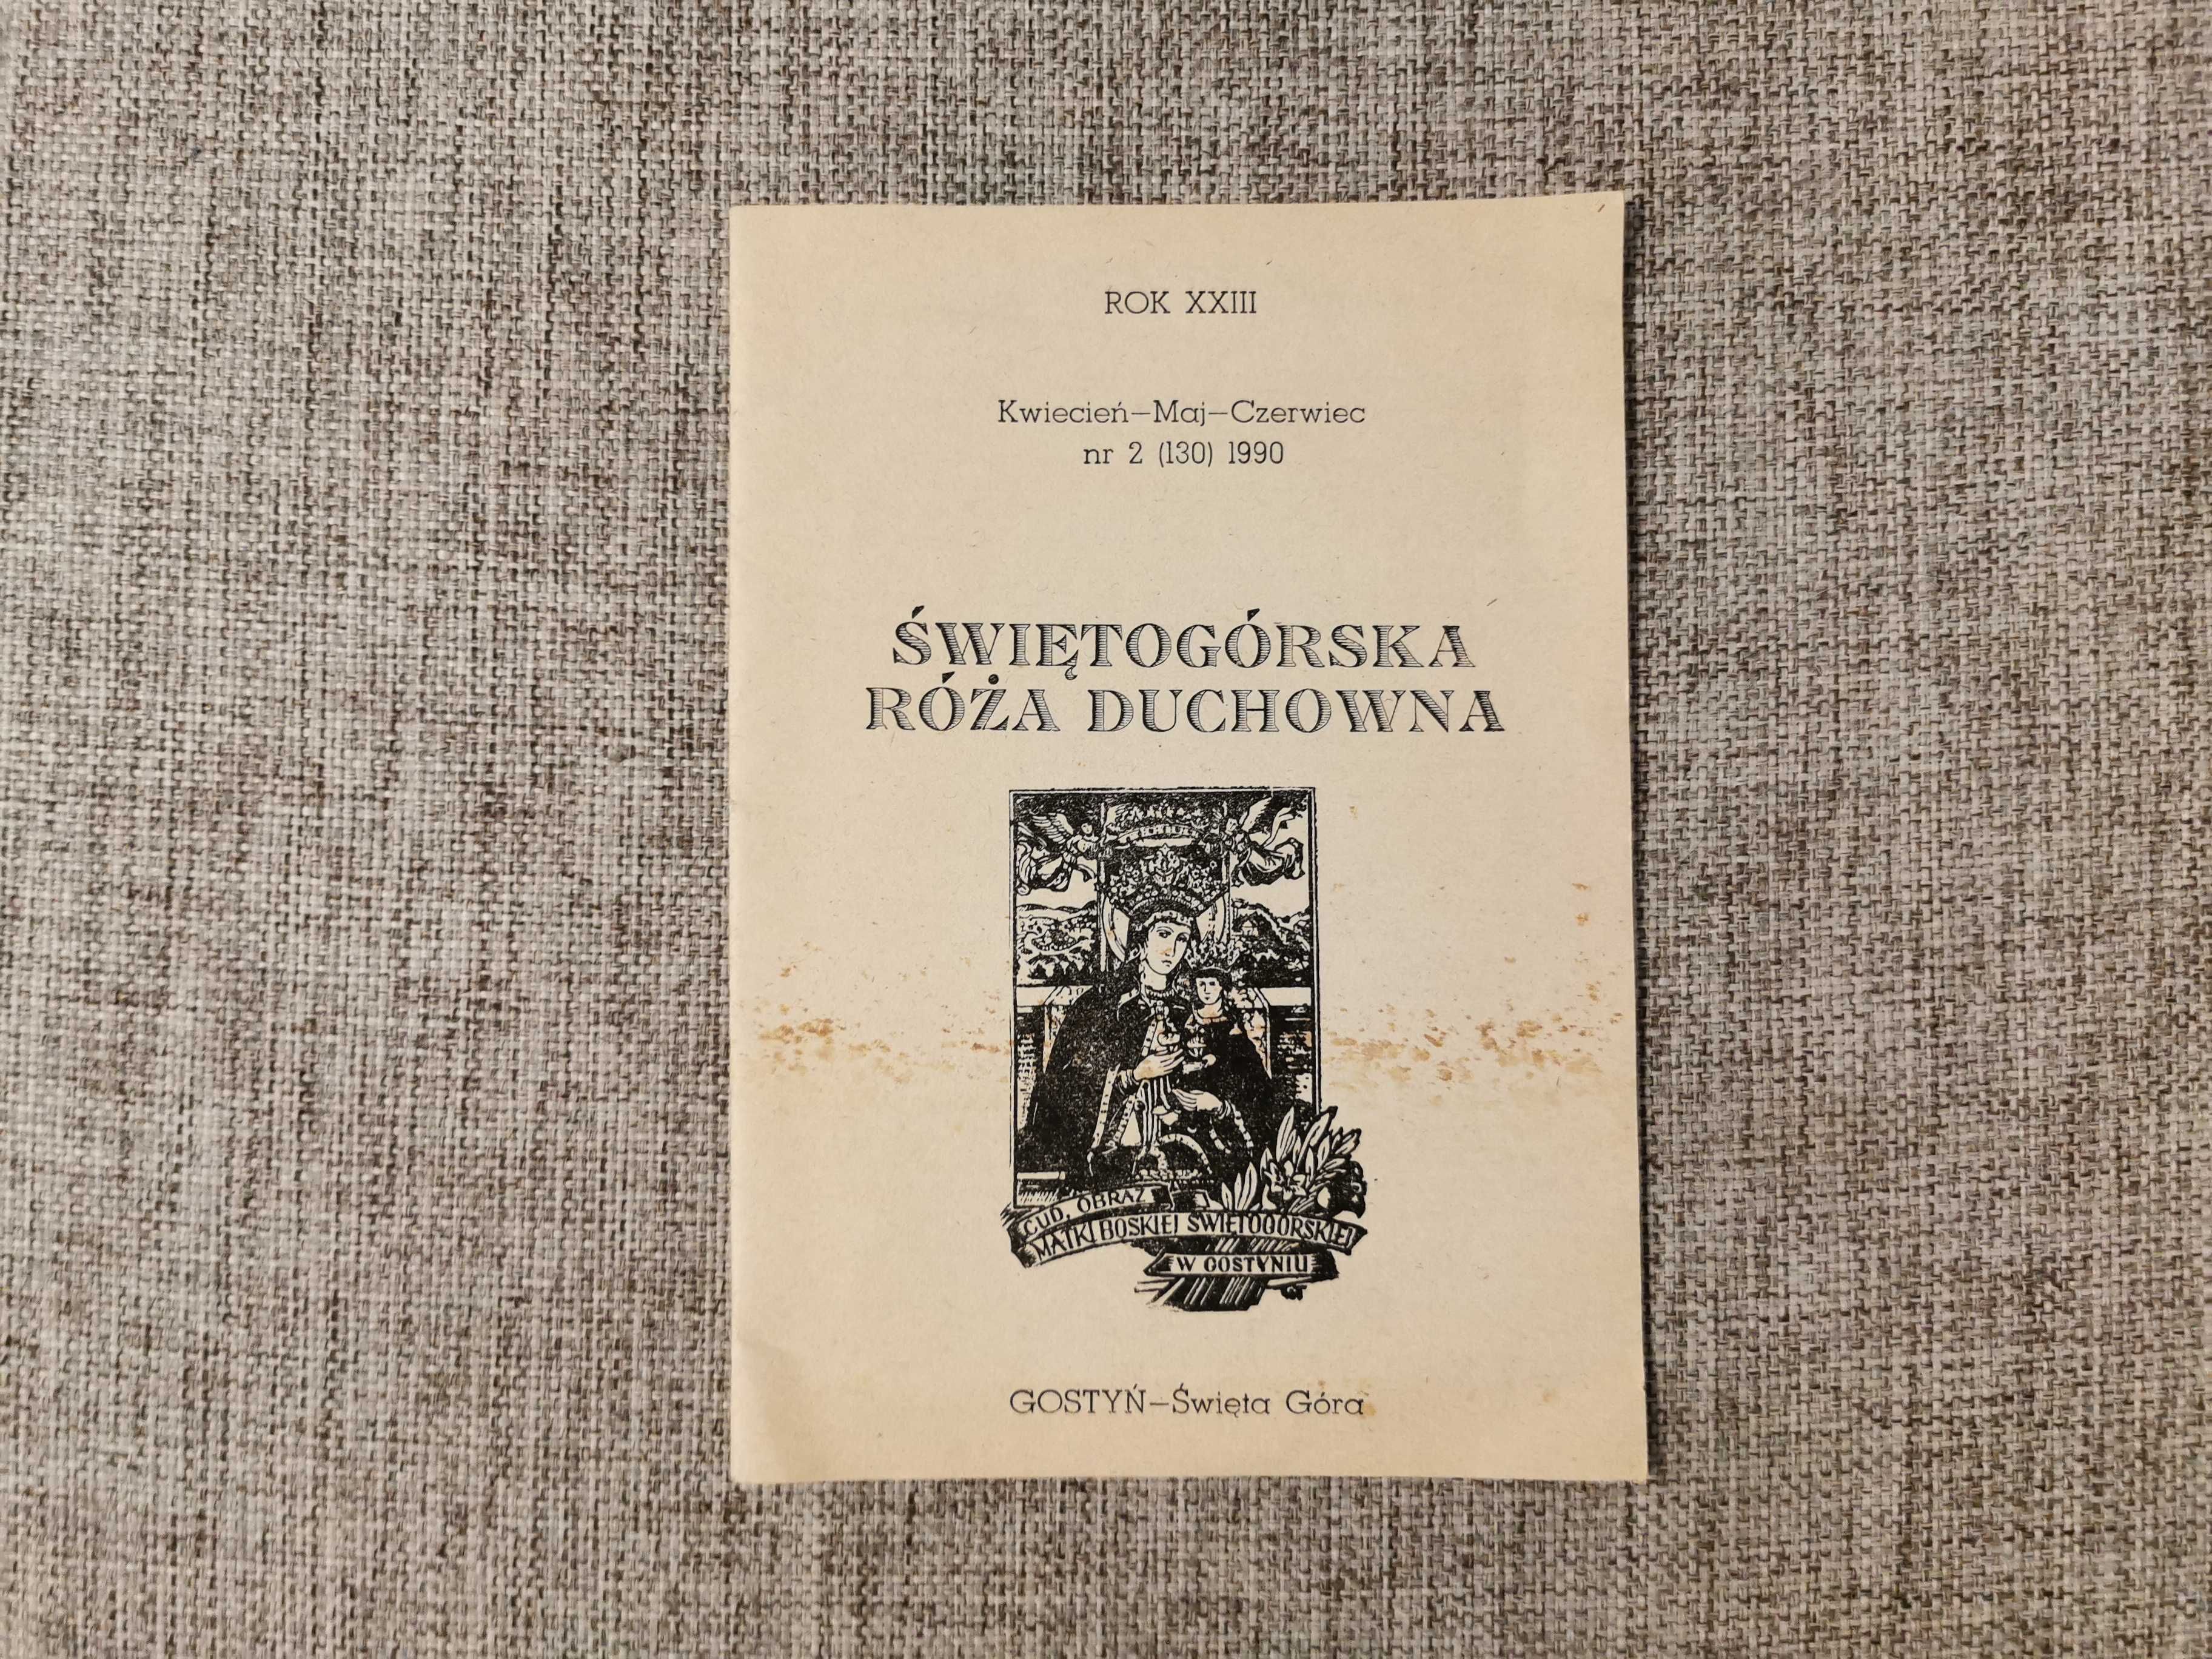 ROK XXIII
Kwiecień—Maj—Czerwiec
nr 2 (130) 1990
ŚWIĘTOGÓRSKA
RÓŻA DUCHOWNA
CUD. OBRAZ
MATKI BOSKIEJ ŚWIĘTOGÓRSKIEJ
W GOSTYNIU
GOSTYŃ—Święta Góra